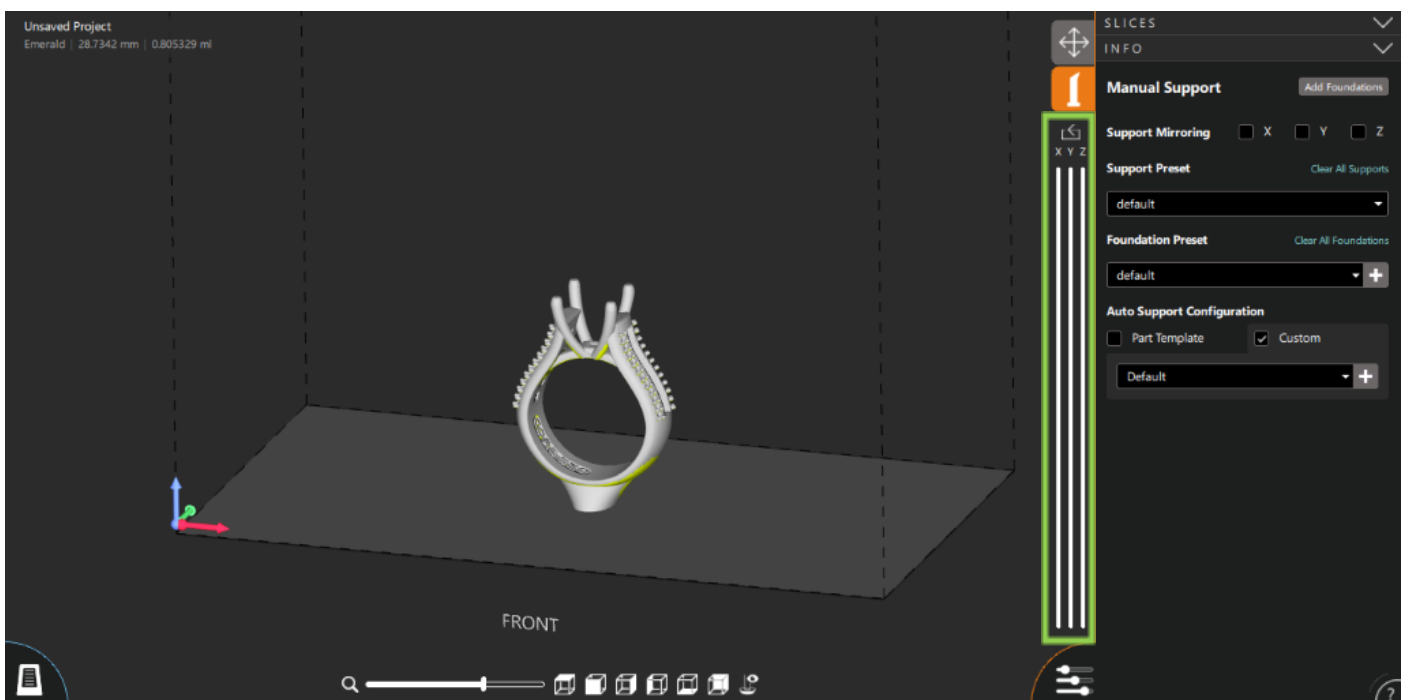 Unsaved Project
Emerald | 28.7342 mm | 0.805329 ml
SLICES
INFO
Manual Support
Add Foundations
Support Mirroring X Y Z
Support Preset
Clear All Supports
default
Foundation Preset
Clear All Foundations
default
Auto Support Configuration
Part Template
Custom
Default
X Y Z
FRONT
?